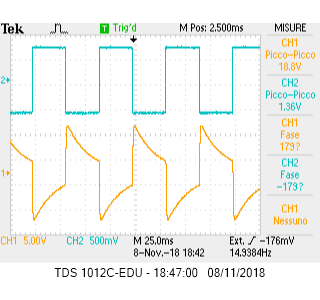 Tek Trig'd M Pos: 2.500ms MISURE
CH1
Picco-Picco
18.8V
CH2
Picco-Picco
1.36V
CH1
Fase
179?
CH2
Fase
-179?
CH1
Nessuno
2
1
CH1 5.00V CH2 500mV M 25.0ms Ext. -176mV
8-Nov.-18 18:42 14.9384Hz
TDS 1012C-EDU - 18:47:00 08/11/2018